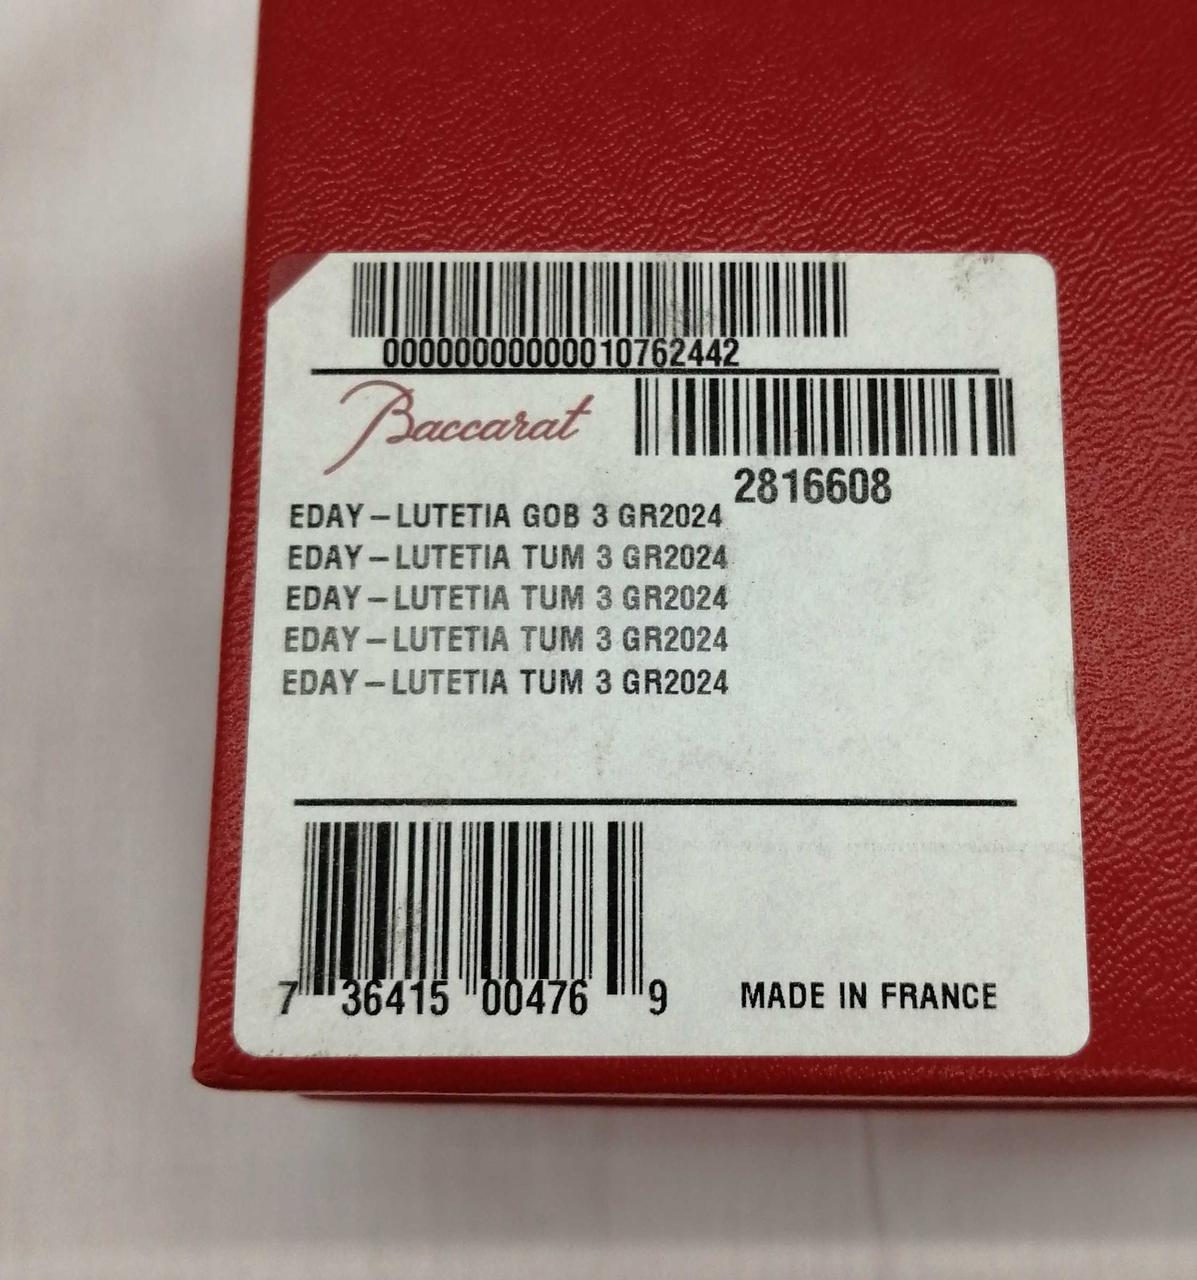 000000000000010762442
Baccarat
2816608
EDAY-LUTETIA GOB 3 GR2024
EDAY-LUTETIA TUM 3 GR2024
EDAY-LUTETIA TUM 3 GR2024
EDAY-LUTETIA TUM 3 GR2024
EDAY-LUTETIA TUM 3 GR2024
7 36415 00476 9
MADE IN FRANCE